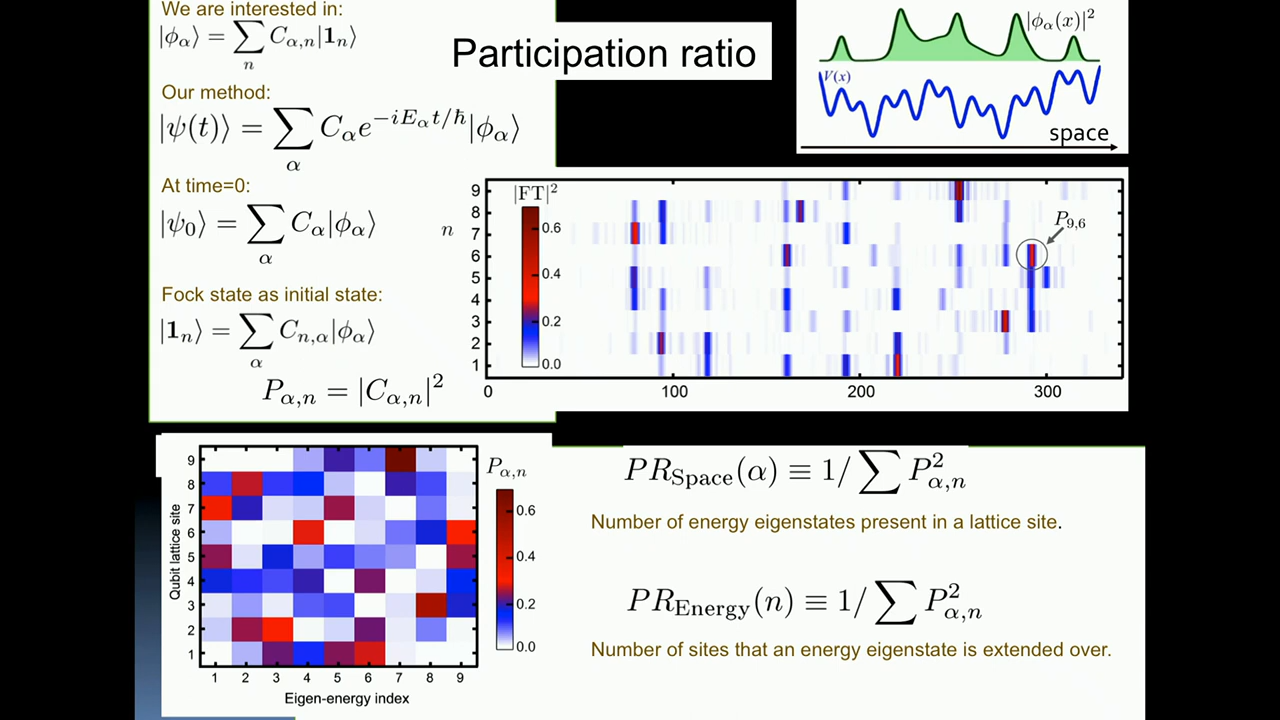 We are interested in:
|ϕ_α⟩ = ∑_n C_{α,n}|1_n⟩
Participation ratio
Our method:
|ψ(t)⟩ = ∑_α C_α e^{−iE_α t/ħ}|ϕ_α⟩
At time=0:
|ψ_0⟩ = ∑_α C_α|ϕ_α⟩
Fock state as initial state:
|1_n⟩ = ∑_α C_{n,α}|ϕ_α⟩
P_{α,n} = |C_{α,n}|^2
|ϕ_α(x)|^2
V(x)
space
|FT|^2
0.6
0.4
0.2
0.0
n
9
8
7
6
5
4
3
2
1
P_{9,6}
0 100 200 300
Qubit lattice site
9
8
7
6
5
4
3
2
1
1 2 3 4 5 6 7 8 9
Eigen-energy index
P_{α,n}
0.6
0.4
0.2
0.0
PR_Space(α) ≡ 1/∑ P^2_{α,n}
Number of energy eigenstates present in a lattice site.
PR_Energy(n) ≡ 1/∑ P^2_{α,n}
Number of sites that an energy eigenstate is extended over.